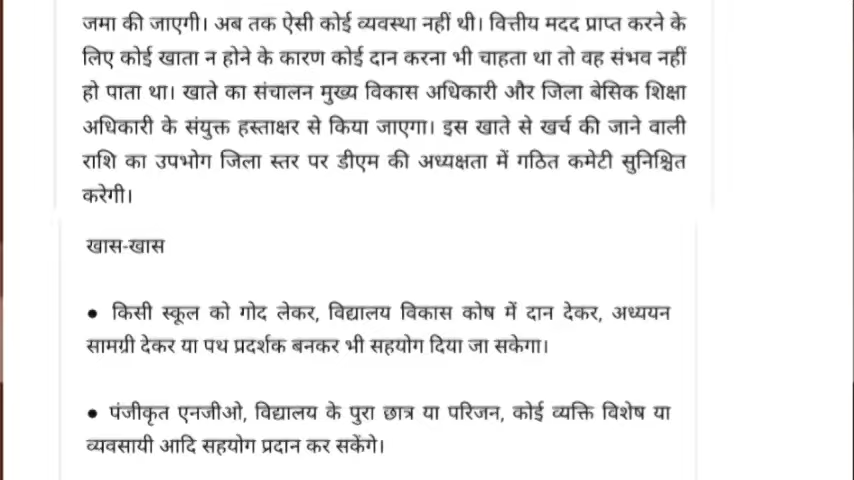 जमा की जाएगी। अब तक ऐसी कोई व्यवस्था नहीं थी। वित्तीय मदद प्राप्त करने के
लिए कोई खाता न होने के कारण कोई दान करना भी चाहता था तो वह संभव नहीं
हो पाता था। खाते का संचालन मुख्य विकास अधिकारी और जिला बेसिक शिक्षा
अधिकारी के संयुक्त हस्ताक्षर से किया जाएगा। इस खाते से खर्च की जाने वाली
राशि का उपभोग जिला स्तर पर डीएम की अध्यक्षता में गठित कमेटी सुनिश्चित
करेगी।
खास-खास
● किसी स्कूल को गोद लेकर, विद्यालय विकास कोष में दान देकर, अध्ययन
सामग्री देकर या पथ प्रदर्शक बनकर भी सहयोग दिया जा सकेगा।
● पंजीकृत एनजीओ, विद्यालय के पुरा छात्र या परिजन, कोई व्यक्ति विशेष या
व्यवसायी आदि सहयोग प्रदान कर सकेंगे।